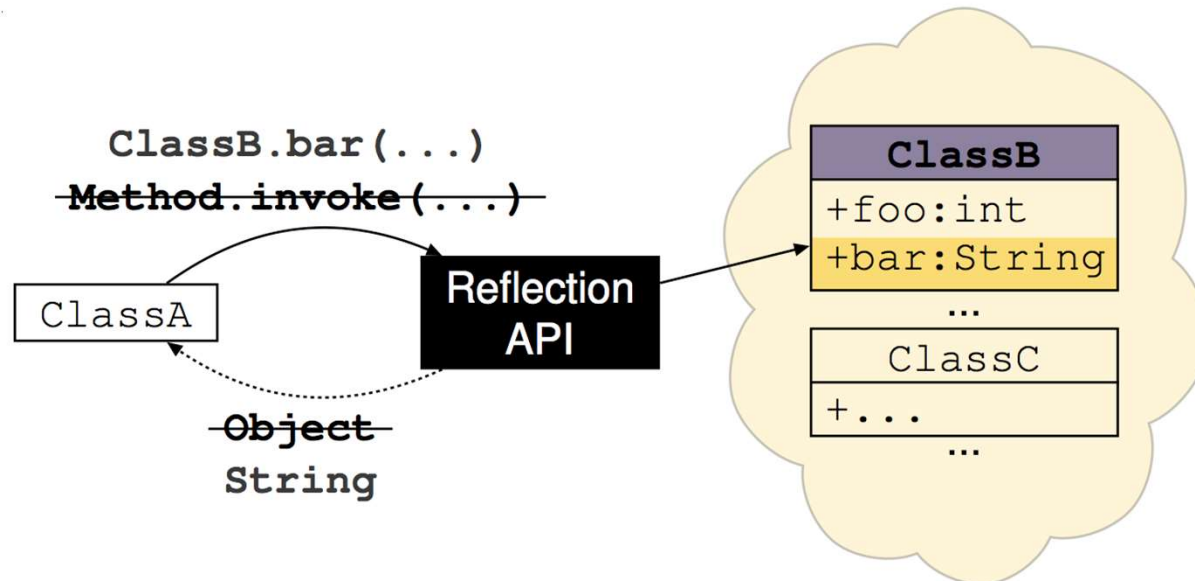 ClassB.bar(...)
Method.invoke(...)
ClassA
Reflection
API
Object
String
ClassB
+foo:int
+bar:String
...
ClassC
+...
...